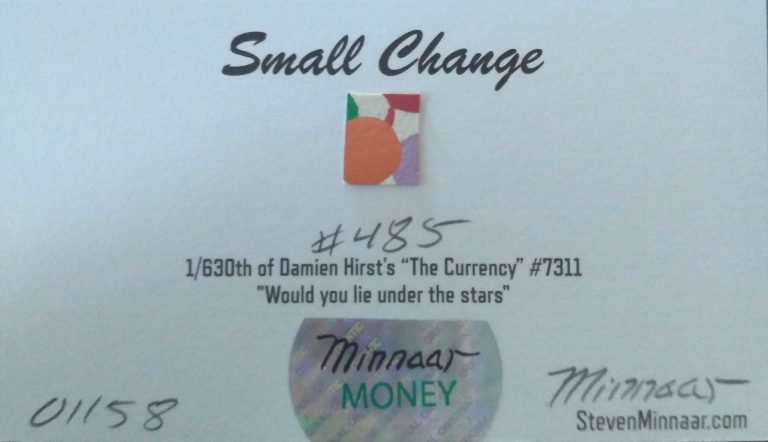 Small Change
#485
1/630th of Damien Hirst's "The Currency" #7311
"Would you lie under the stars"
Minnaar
MONEY
01158
Minnaar
StevenMinnaar.com